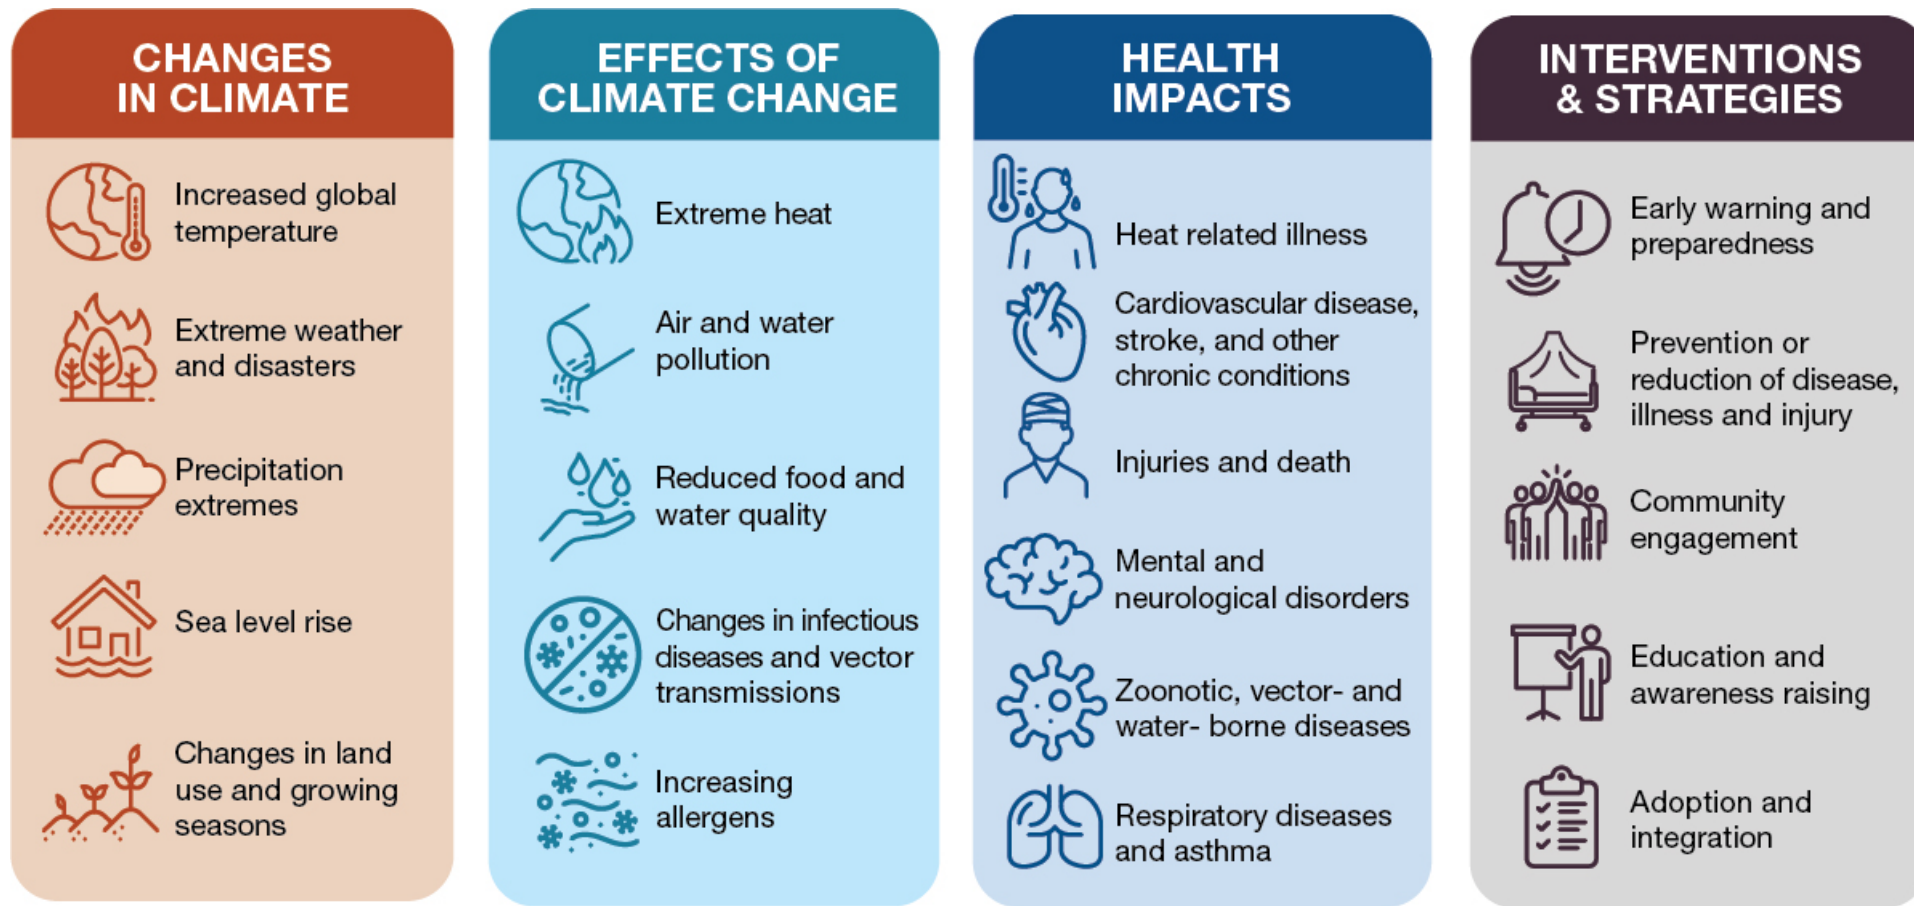 CHANGES
IN CLIMATE
Increased global
temperature
Extreme weather
and disasters
Precipitation
extremes
Sea level rise
Changes in land
use and growing
seasons
EFFECTS OF
CLIMATE CHANGE
Extreme heat
Air and water
pollution
Reduced food and
water quality
Changes in infectious
diseases and vector
transmissions
Increasing
allergens
HEALTH
IMPACTS
Heat related illness
Cardiovascular disease,
stroke, and other
chronic conditions
Injuries and death
Mental and
neurological disorders
Zoonotic, vector- and
water- borne diseases
Respiratory diseases
and asthma
INTERVENTIONS
& STRATEGIES
Early warning and
preparedness
Prevention or
reduction of disease,
illness and injury
Community
engagement
Education and
awareness raising
Adoption and
integration